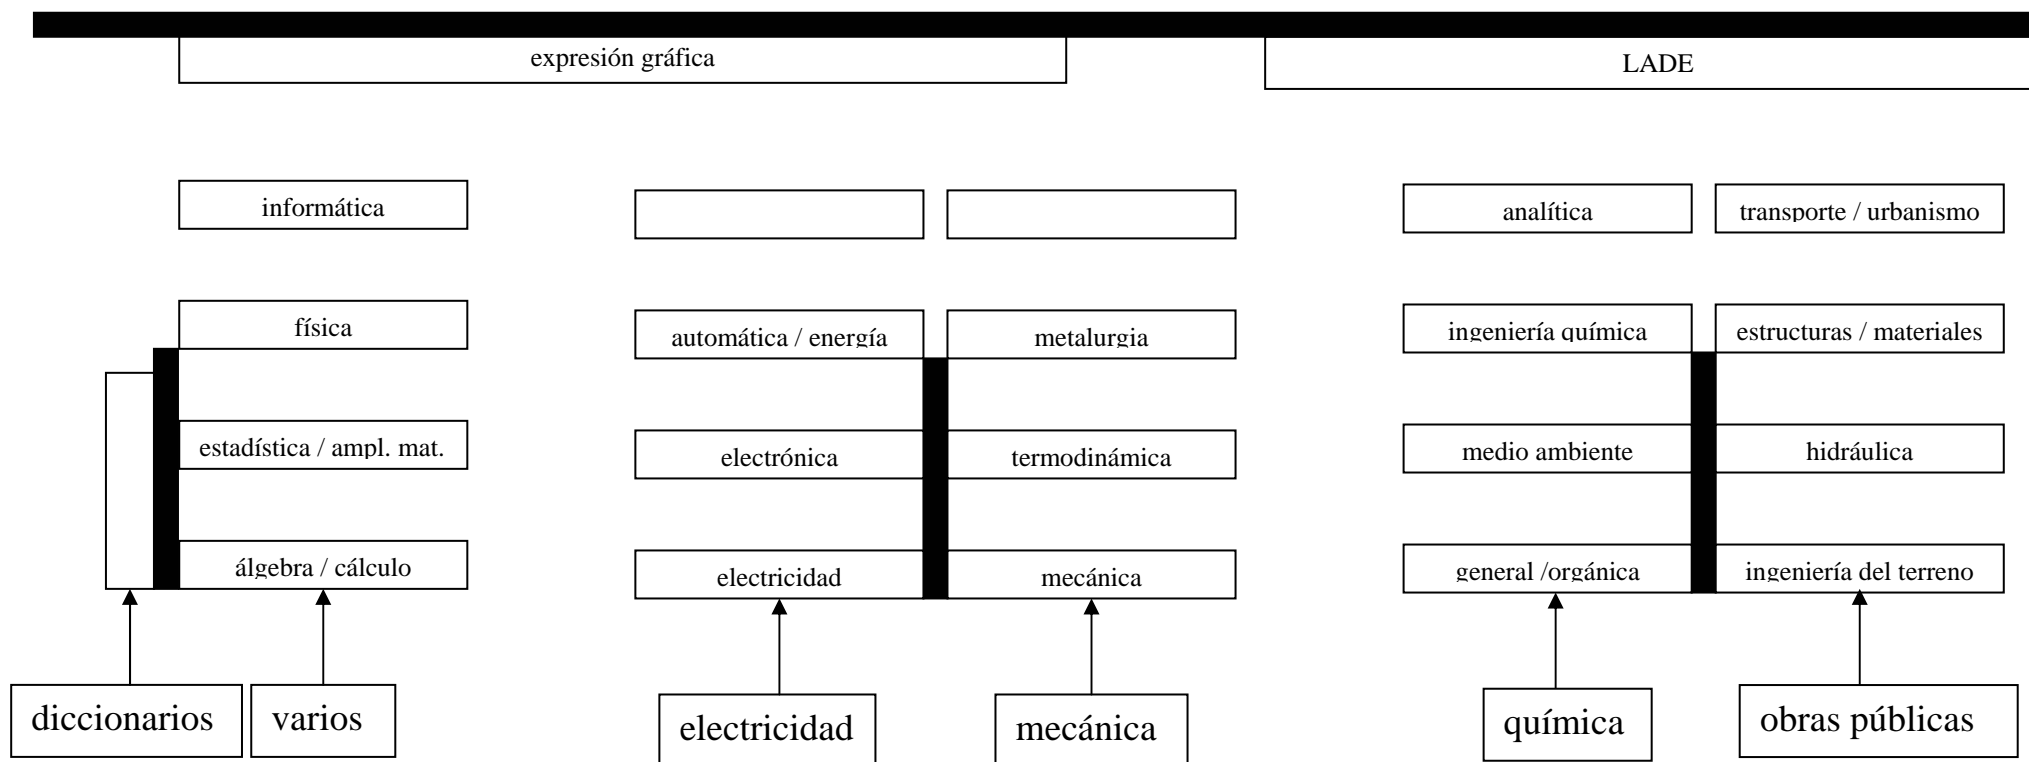 expresión gráfica
LADE
informática
analítica
transporte / urbanismo
física
automática / energía
metalurgia
ingeniería química
estructuras / materiales
estadística / ampl. mat.
electrónica
termodinámica
medio ambiente
hidráulica
álgebra / cálculo
electricidad
mecánica
general /orgánica
ingeniería del terreno
diccionarios
varios
electricidad
mecánica
química
obras públicas